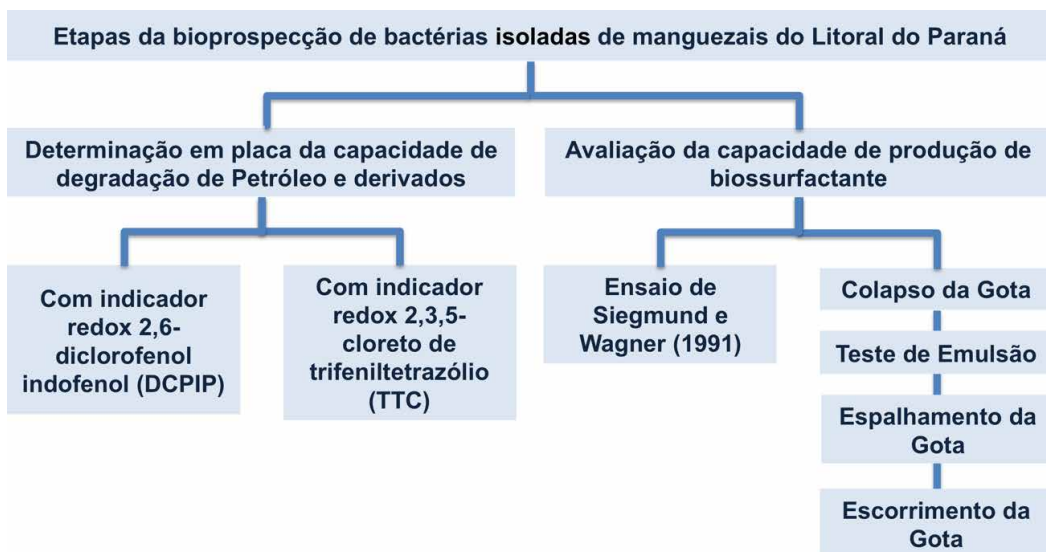 Etapas da bioprospecção de bactérias isoladas de manguezais do Litoral do Paraná
Determinação em placa da capacidade de
degradação de Petróleo e derivados
Avaliação da capacidade de produção de
biossurfactante
Com indicador
redox 2,6-
diclorofenol
indofenol (DCPIP)
Com indicador
redox 2,3,5-
cloreto de
trifeniltetrazólio
(TTC)
Ensaio de
Siegmund e
Wagner (1991)
Colapso da Gota
Teste de Emulsão
Espalhamento da
Gota
Escorrimento da
Gota